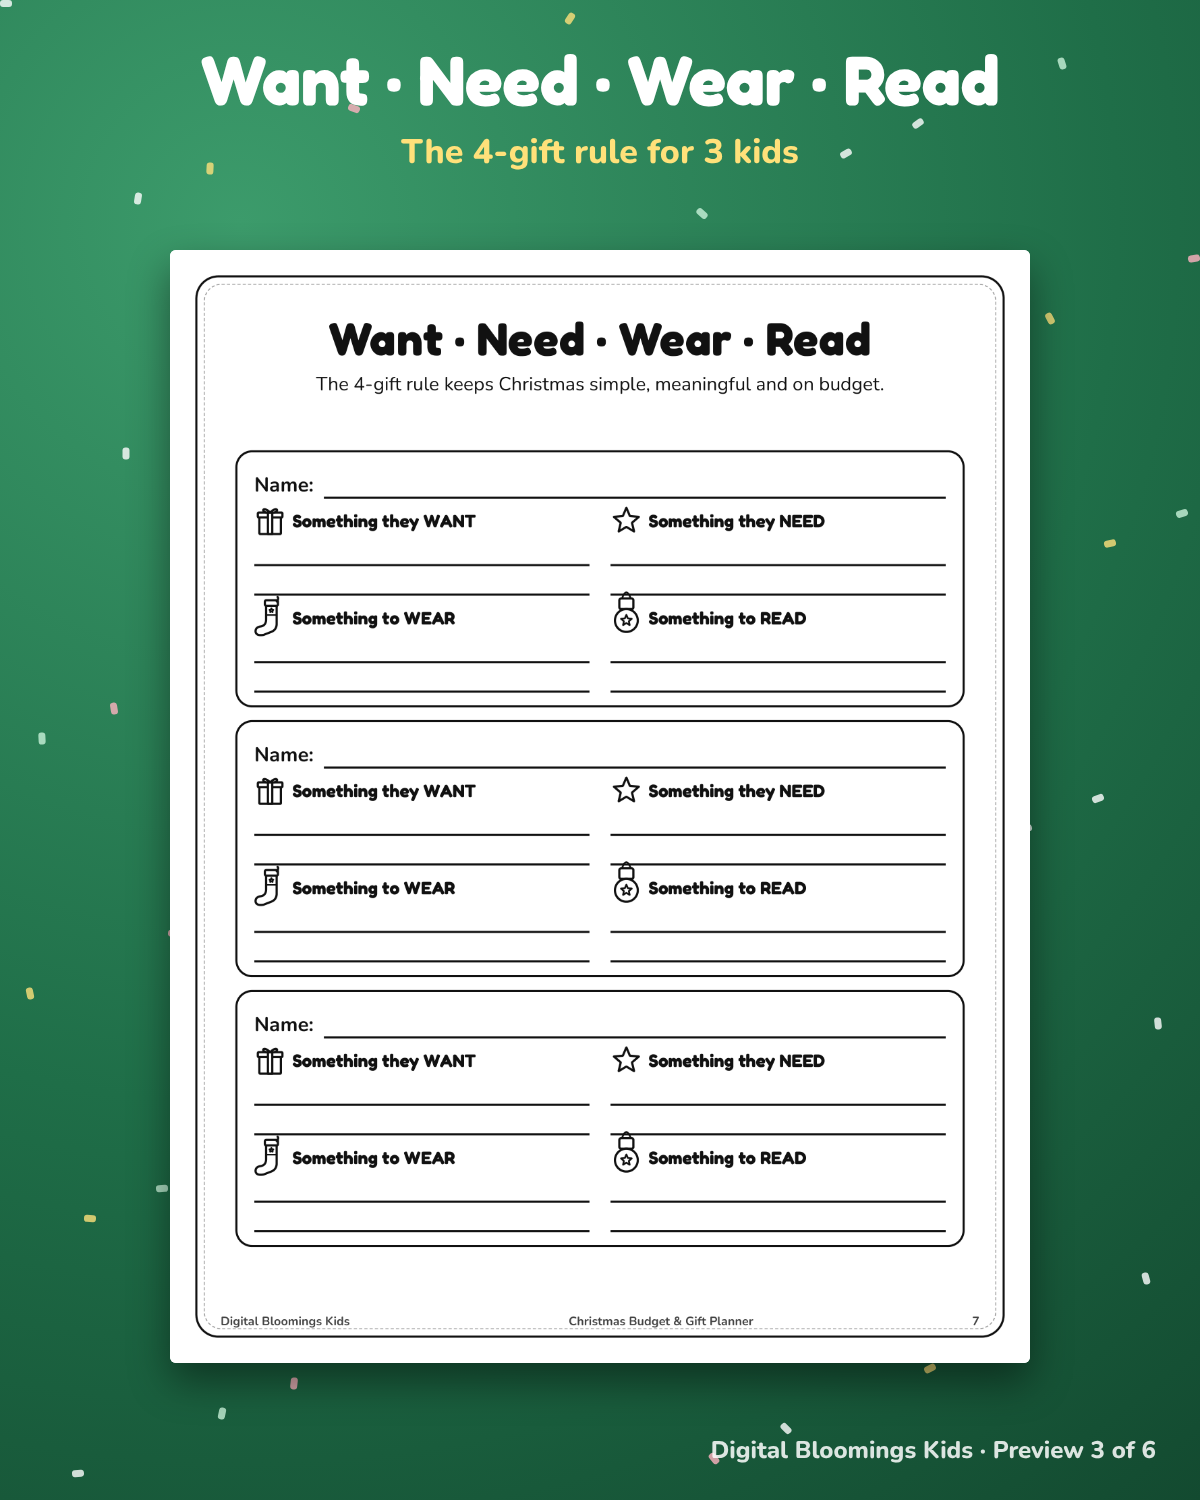 Want · Need · Wear · Read
The 4-gift rule for 3 kids
Want · Need · Wear · Read
The 4-gift rule keeps Christmas simple, meaningful and on budget.
Name:
Something they WANT
Something they NEED
Something to WEAR
Something to READ
Name:
Something they WANT
Something they NEED
Something to WEAR
Something to READ
Name:
Something they WANT
Something they NEED
Something to WEAR
Something to READ
Digital Bloomings Kids
Christmas Budget & Gift Planner
7
Digital Bloomings Kids · Preview 3 of 6